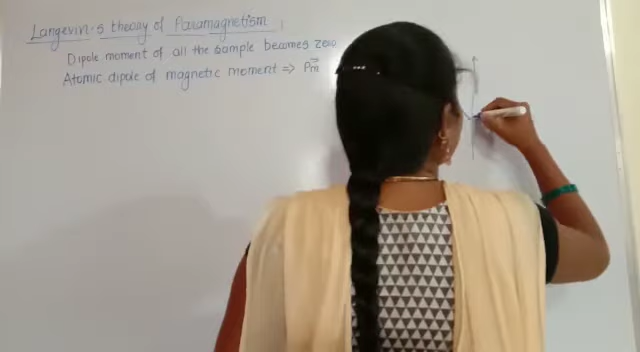 Langevin's theory of Paramagnetism :
Dipole moment of all the sample becomes zero
Atomic dipole of magnetic moment => Pm